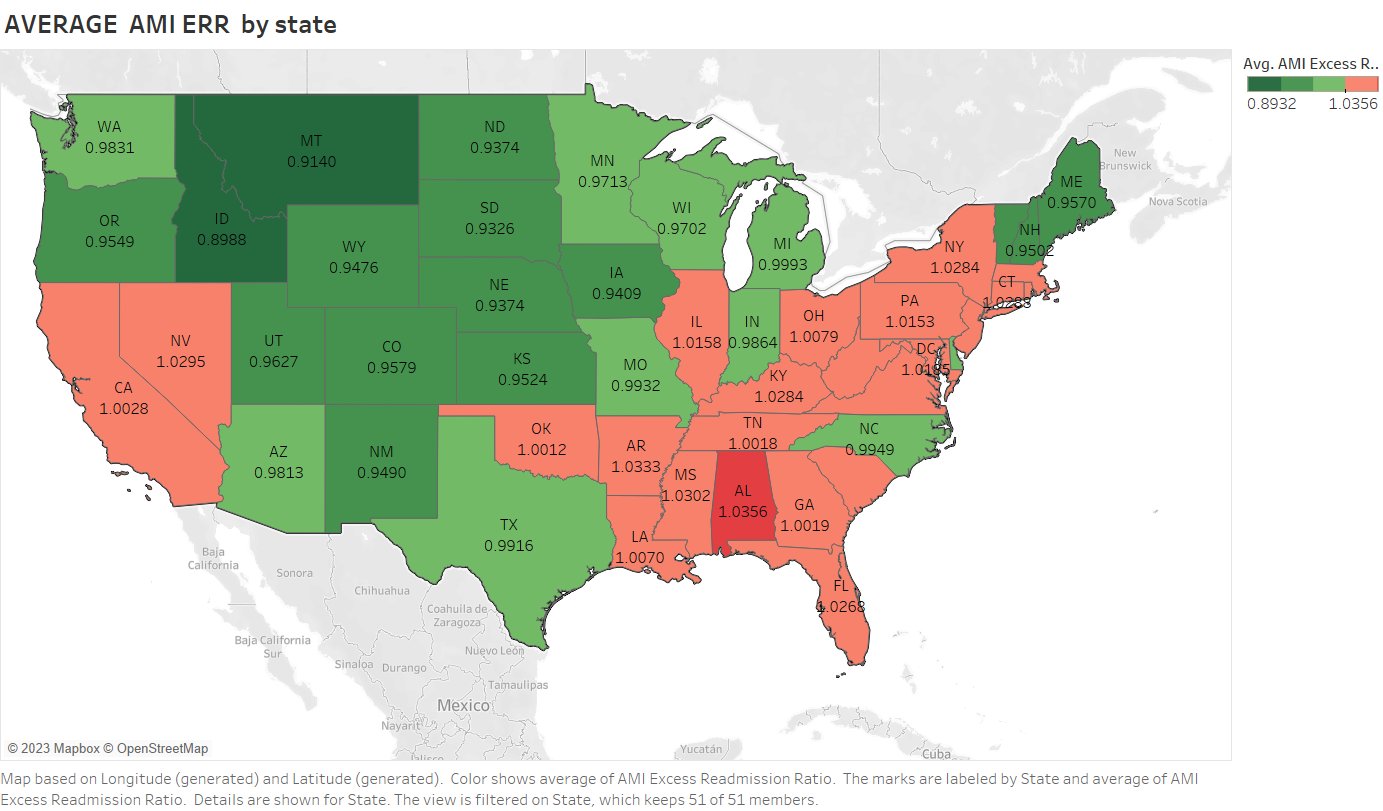 AVERAGE AMI ERR by state
Avg. AMI Excess R..
0.8932 1.0356
WA
0.9831
MT
0.9140
ND
0.9374
MN
0.9713
OR
0.9549
ID
0.8988
SD
0.9326
WI
0.9702
MI
0.9993
WY
0.9476
NE
0.9374
IA
0.9409
NY
1.0284
NH
0.9502
ME
0.9570
New
Brunswick
Nova Scotia
NV
1.0295
UT
0.9627
CO
0.9579
KS
0.9524
MO
0.9932
IL
1.0158
IN
0.9864
OH
1.0079
PA
1.0153
CT
1.0288
DC
1.0185
CA
1.0028
KY
1.0284
AZ
0.9813
NM
0.9490
OK
1.0012
AR
1.0333
TN
1.0018
NC
0.9949
MS
1.0302
AL
1.0356
GA
1.0019
TX
0.9916
LA
1.0070
FL
1.0268
Baja
California
Sonora
Chihuahua
Coahuila de
Zaragoza
Baja California
Sur
Sinaloa
Durango
Nuevo León
Tamaulipas
Mexico
Nayarit
Jalisco
Yucatán
Cuba
© 2023 Mapbox © OpenStreetMap
Map based on Longitude (generated) and Latitude (generated). Color shows average of AMI Excess Readmission Ratio. The marks are labeled by State and average of AMI
Excess Readmission Ratio. Details are shown for State. The view is filtered on State, which keeps 51 of 51 members.